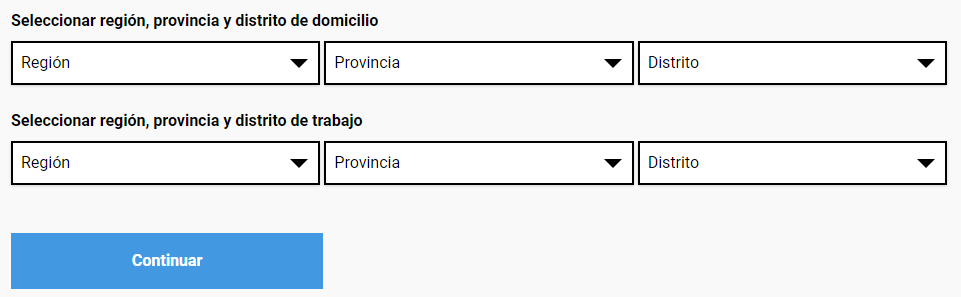 Seleccionar región, provincia y distrito de domicilio
Región Provincia Distrito
Seleccionar región, provincia y distrito de trabajo
Región Provincia Distrito
Continuar